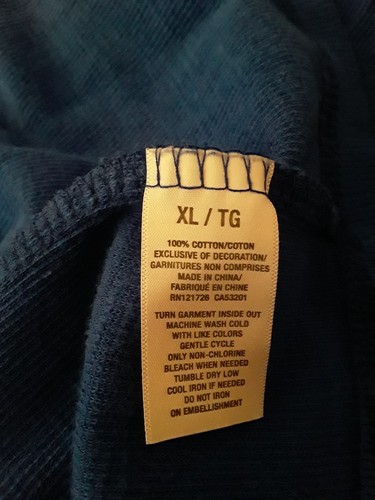 XL / TG
100% COTTON/COTON
EXCLUSIVE OF DECORATION/
GARNITURES NON COMPRISES
MADE IN CHINA/
FABRIQUÉ EN CHINE
RN121726 CA53201
TURN GARMENT INSIDE OUT
MACHINE WASH COLD
WITH LIKE COLORS
GENTLE CYCLE
ONLY NON-CHLORINE
BLEACH WHEN NEEDED
TUMBLE DRY LOW
COOL IRON IF NEEDED
DO NOT IRON
ON EMBELLISHMENT